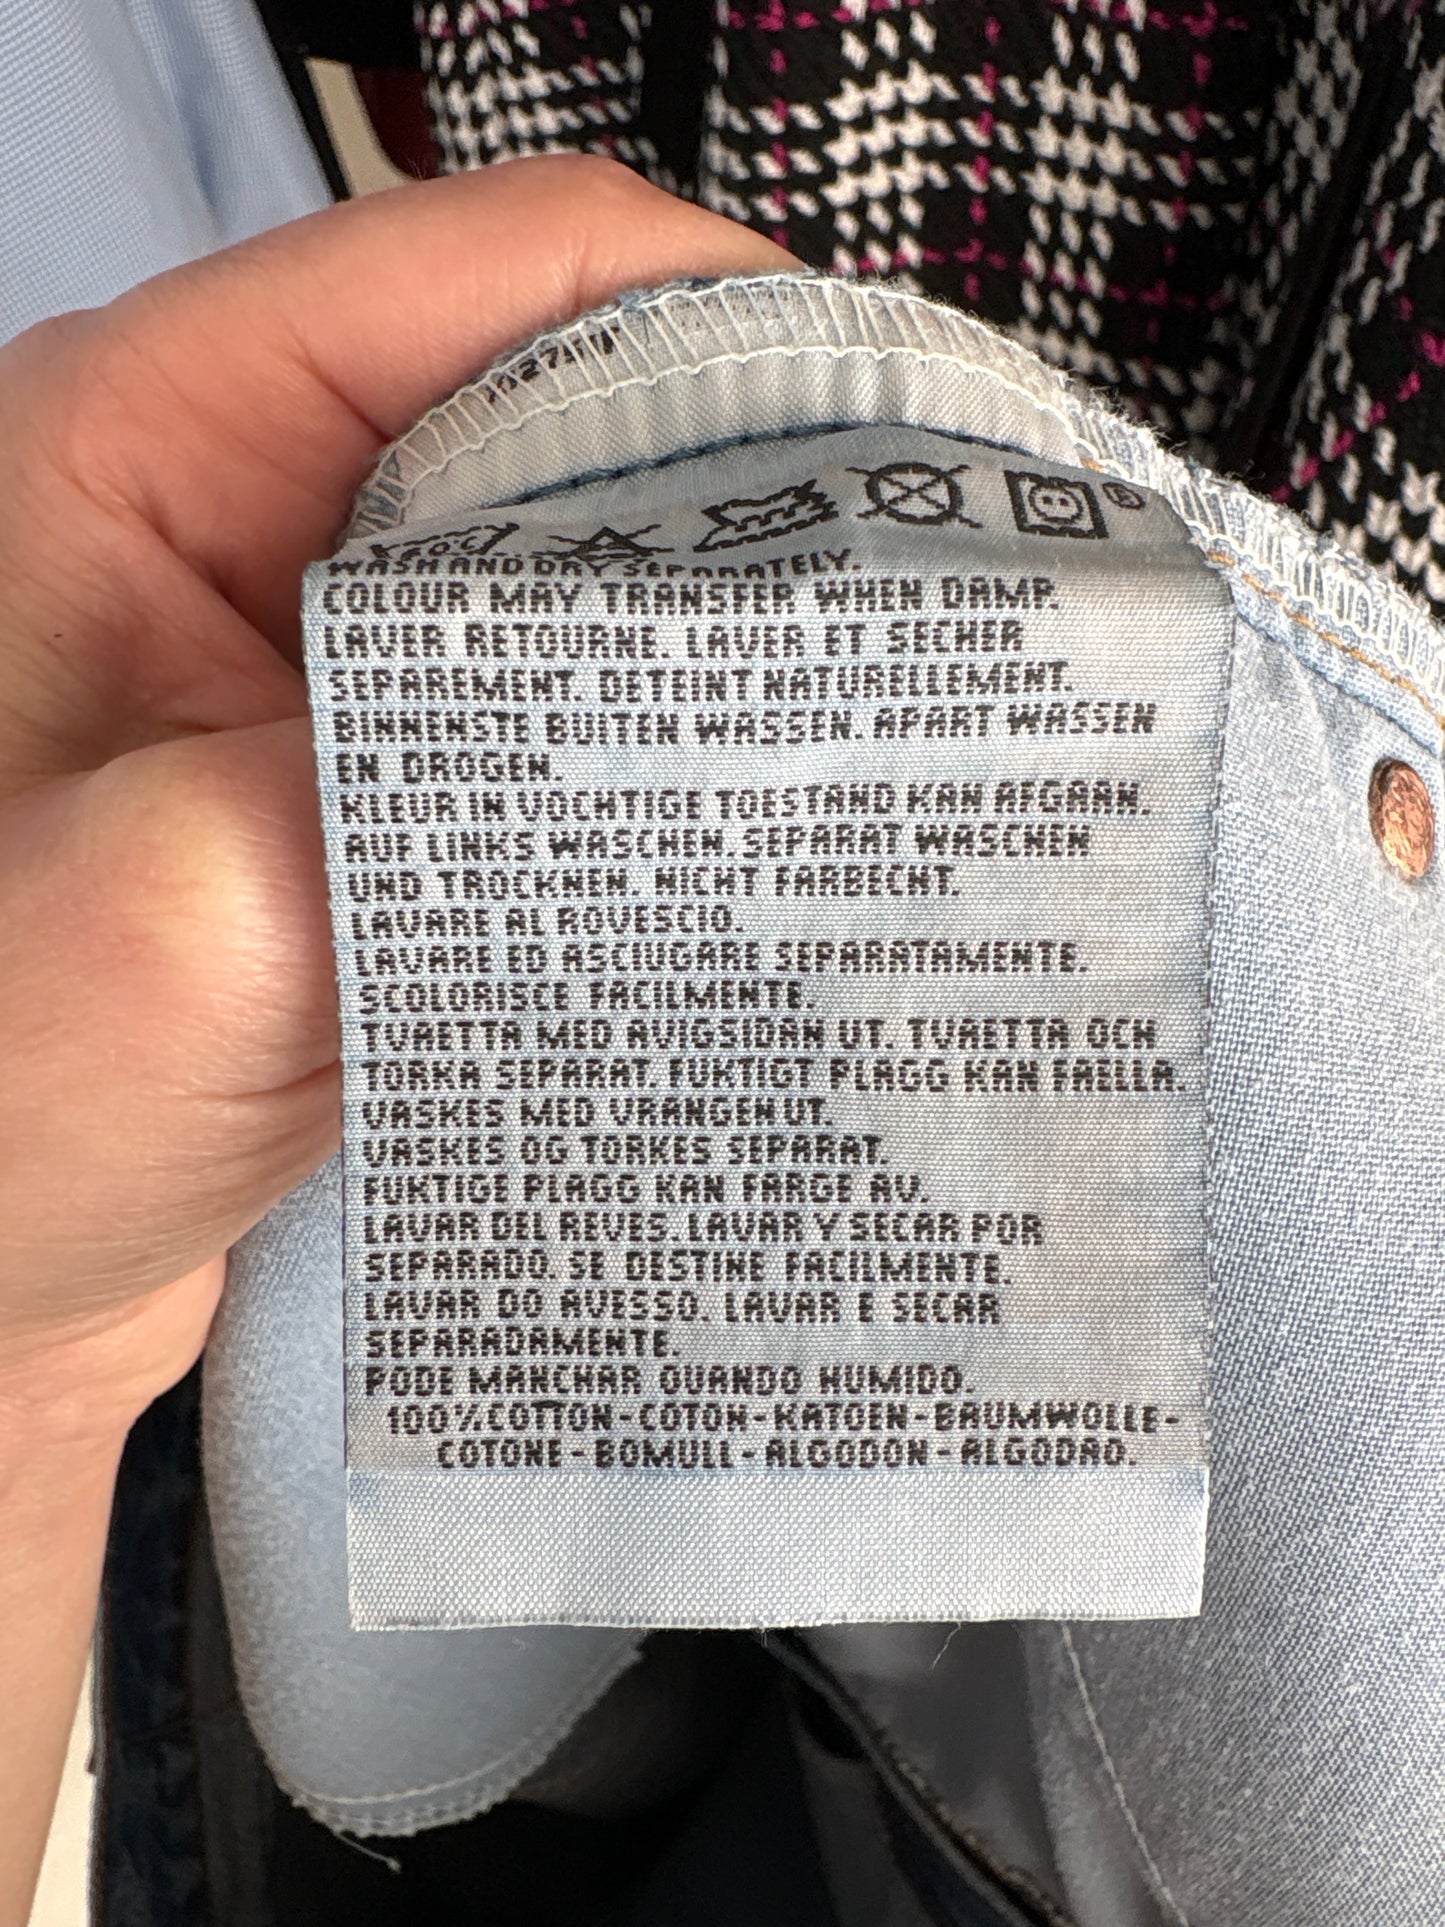 60C
WASH AND DRY SEPARATELY.
COLOUR MAY TRANSFER WHEN DAMP.
LAVER RETOURNE. LAVER ET SECHER
SEPAREMENT. DETEINT NATURELLEMENT.
BINNENSTE BUITEN WASSEN. APART WASSEN
EN DROGEN.
KLEUR IN VOCHTIGE TOESTAND KAN AFGAAN.
AUF LINKS WASCHEN. SEPARAT WASCHEN
UND TROCKNEN. NICHT FARBECHT.
LAVARE AL ROVESCIO.
LAVARE ED ASCIUGARE SEPARATAMENTE.
SCOLORISCE FACILMENTE.
TVAETTA MED AVIGSIDAN UT. TVAETTA OCH
TORKA SEPARAT. FUKTIGT PLAGG KAN FAELLA.
VASKES MED VRANGEN UT.
VASKES OG TORKES SEPARAT.
FUKTIGE PLAGG KAN FARGE AV.
LAVAR DEL REVES. LAVAR Y SECAR POR
SEPARADO. SE DESTINE FACILMENTE.
LAVAR DO AVESSO. LAVAR E SECAR
SEPARADAMENTE.
PODE MANCHAR QUANDO HUMIDO.
100% COTTON - COTON - KATOEN - BAUMWOLLE -
COTONE - BOMULL - ALGODON - ALGODAO.